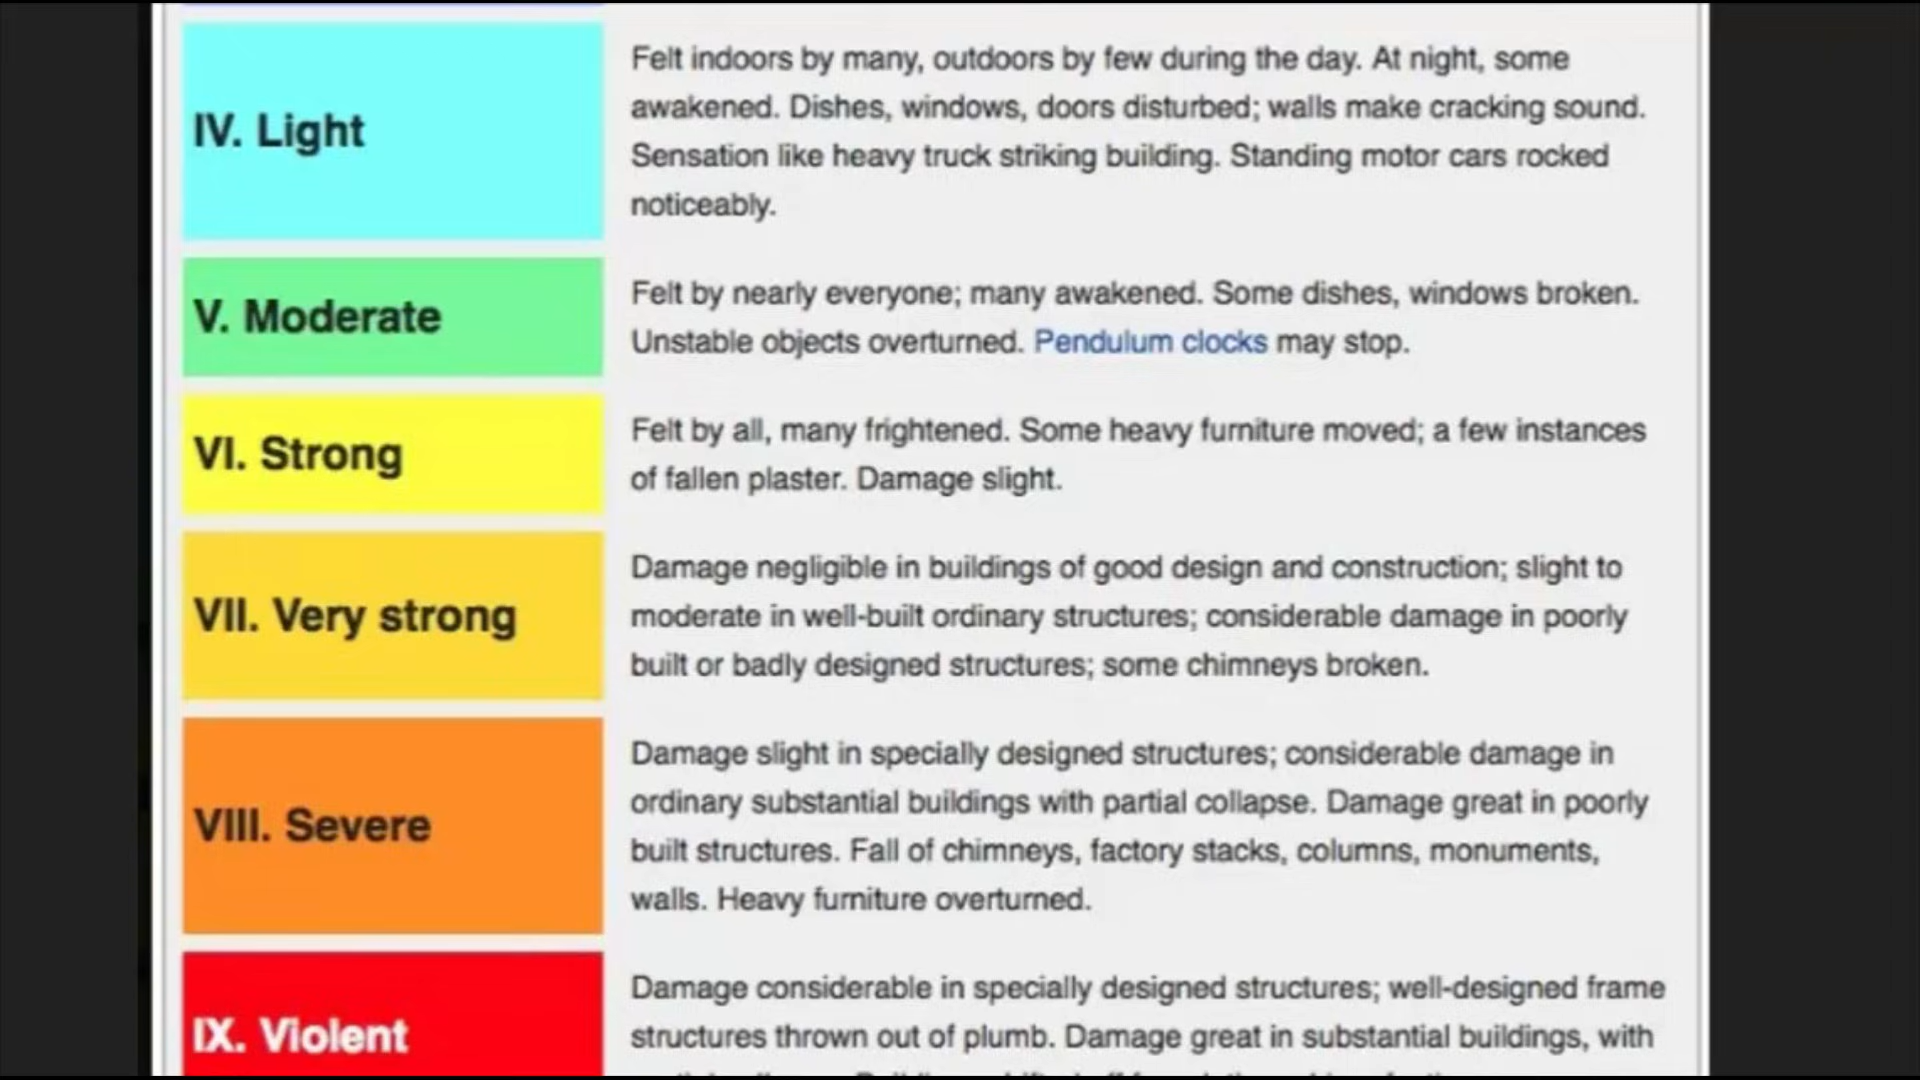 IV. Light
Felt indoors by many, outdoors by few during the day. At night, some
awakened. Dishes, windows, doors disturbed; walls make cracking sound.
Sensation like heavy truck striking building. Standing motor cars rocked
noticeably.
V. Moderate
Felt by nearly everyone; many awakened. Some dishes, windows broken.
Unstable objects overturned. Pendulum clocks may stop.
VI. Strong
Felt by all, many frightened. Some heavy furniture moved; a few instances
of fallen plaster. Damage slight.
VII. Very strong
Damage negligible in buildings of good design and construction; slight to
moderate in well-built ordinary structures; considerable damage in poorly
built or badly designed structures; some chimneys broken.
VIII. Severe
Damage slight in specially designed structures; considerable damage in
ordinary substantial buildings with partial collapse. Damage great in poorly
built structures. Fall of chimneys, factory stacks, columns, monuments,
walls. Heavy furniture overturned.
IX. Violent
Damage considerable in specially designed structures; well-designed frame
structures thrown out of plumb. Damage great in substantial buildings, with